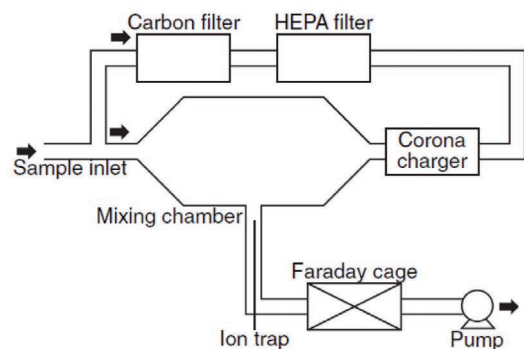 Carbon filter
HEPA filter
Corona
charger
Sample inlet
Mixing chamber
Faraday cage
Ion trap
Pump